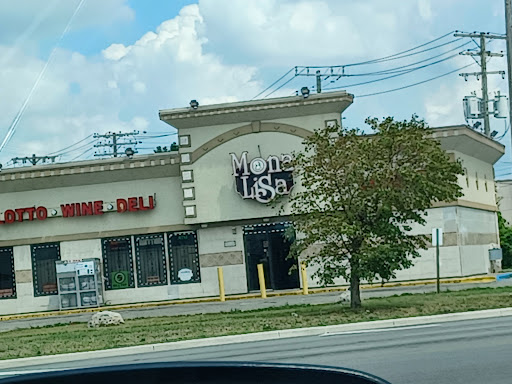 LOTTO · WINE · DELI
Mona
LiSa